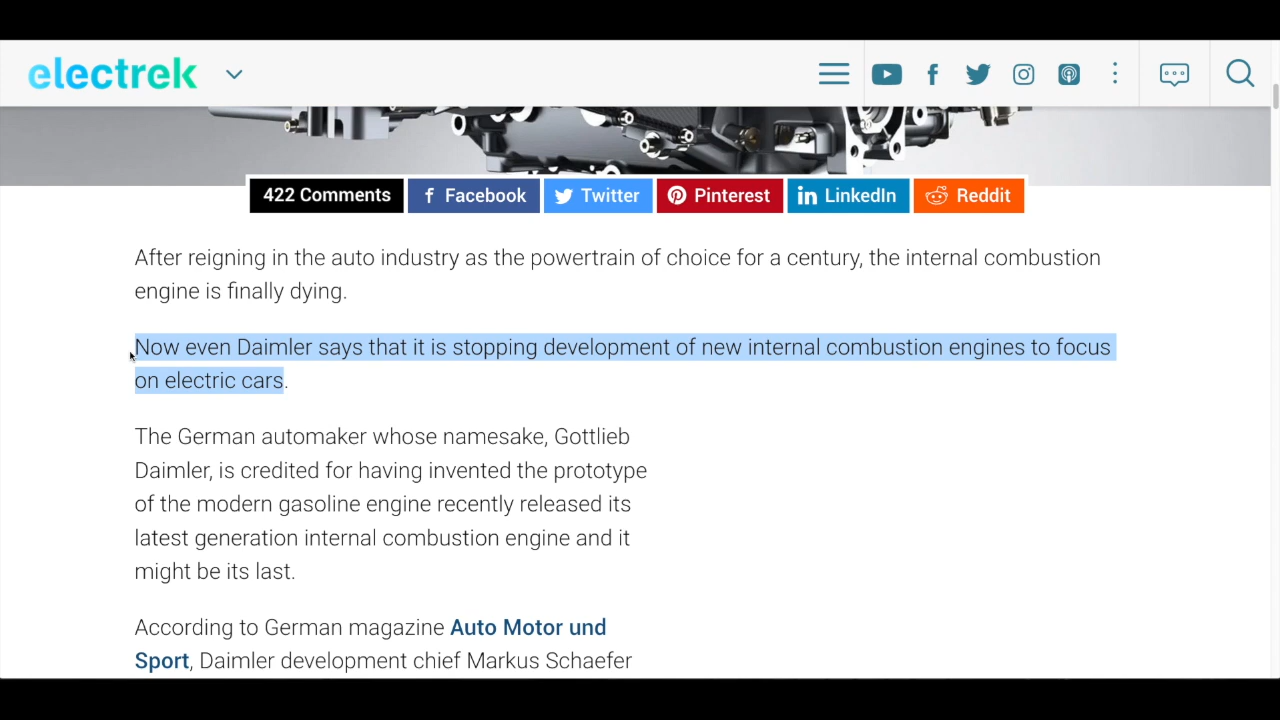 electrek
422 Comments
Facebook
Twitter
Pinterest
LinkedIn
Reddit
After reigning in the auto industry as the powertrain of choice for a century, the internal combustion
engine is finally dying.
Now even Daimler says that it is stopping development of new internal combustion engines to focus
on electric cars.
The German automaker whose namesake, Gottlieb
Daimler, is credited for having invented the prototype
of the modern gasoline engine recently released its
latest generation internal combustion engine and it
might be its last.
According to German magazine Auto Motor und
Sport, Daimler development chief Markus Schaefer